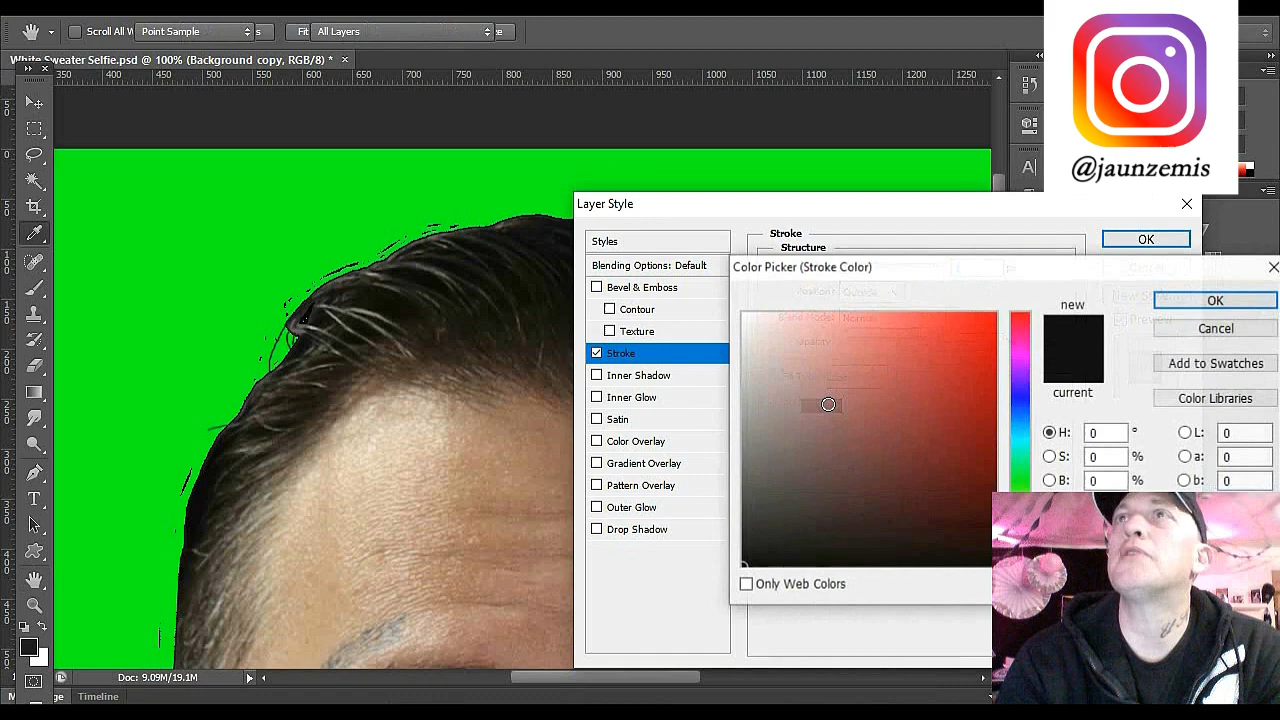 Scroll All W
Point Sample
s
Fit
All Layers
e
White Sweater Selfie.psd @ 100% (Background copy, RGB/8) * ×
350 400 450 500 550 600 650 700 750 800 850 900 950 1000 1050 1100 1150 1200 1250
@jaunzemis
Layer Style
Styles
Stroke
Structure
OK
Blending Options: Default
Color Picker (Stroke Color)
Bevel & Emboss
Contour
Texture
Stroke
Inner Shadow
Inner Glow
Satin
Color Overlay
Gradient Overlay
Pattern Overlay
Outer Glow
Drop Shadow
new
current
OK
Cancel
Add to Swatches
Color Libraries
H: 0 ° L: 0
S: 0 % a: 0
B: 0 % b: 0
Only Web Colors
Doc: 9.09M/19.1M
ge Timeline